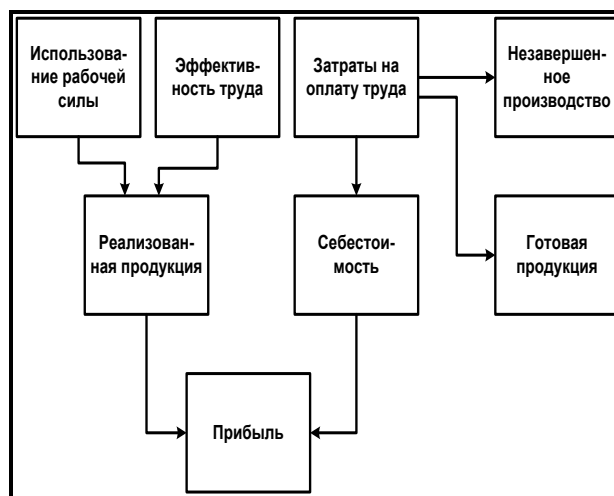 Использова-
ние рабочей
силы
Эффектив-
ность труда
Затраты на
оплату труда
Незавершен-
ное
производство
Реализован-
ная продукция
Себестои-
мость
Готовая
продукция
Прибыль